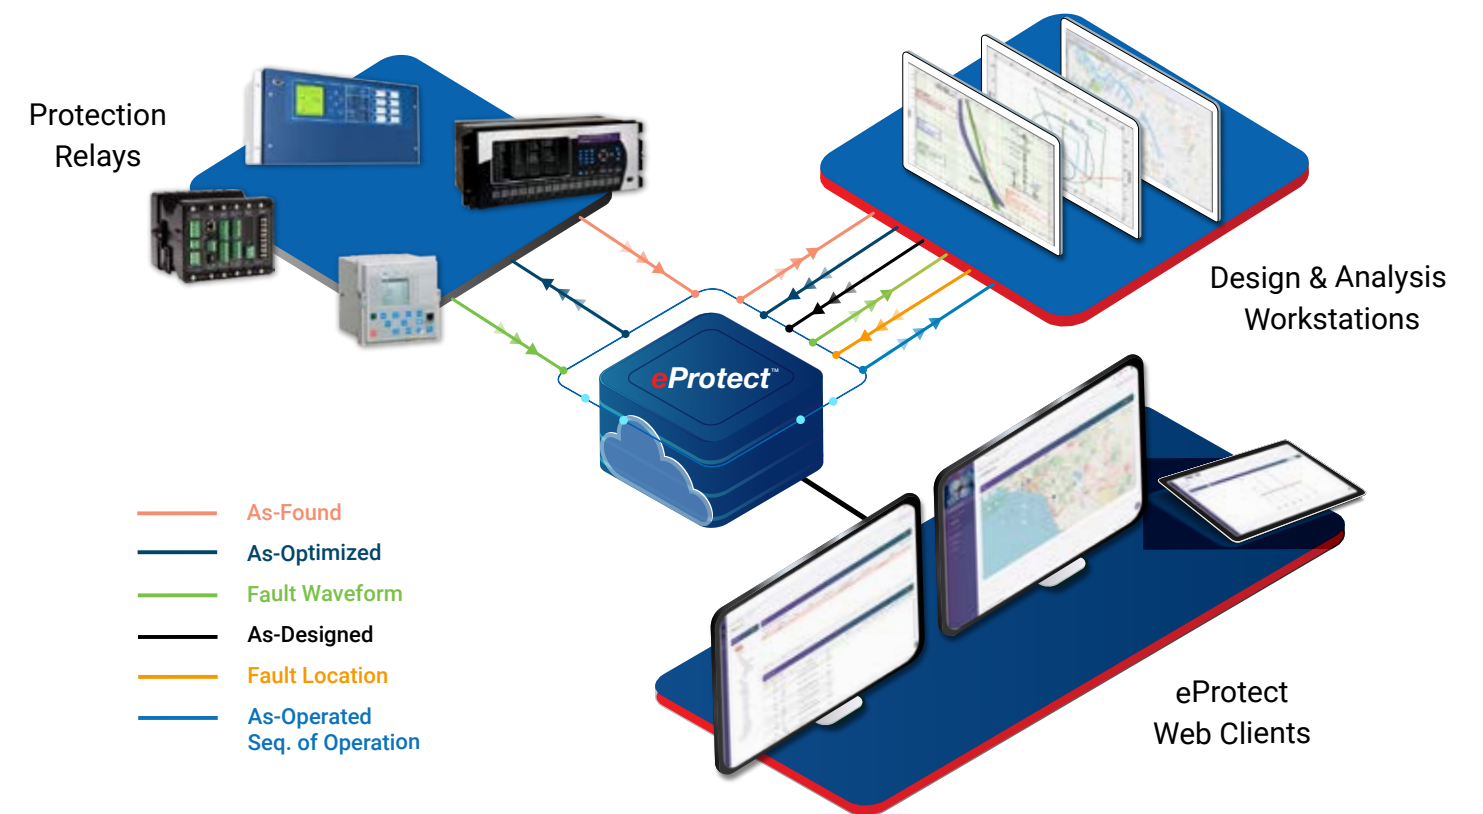 Protection
Relays
Design & Analysis
Workstations
eProtect™
As-Found
As-Optimized
Fault Waveform
As-Designed
Fault Location
As-Operated
Seq. of Operation
eProtect
Web Clients